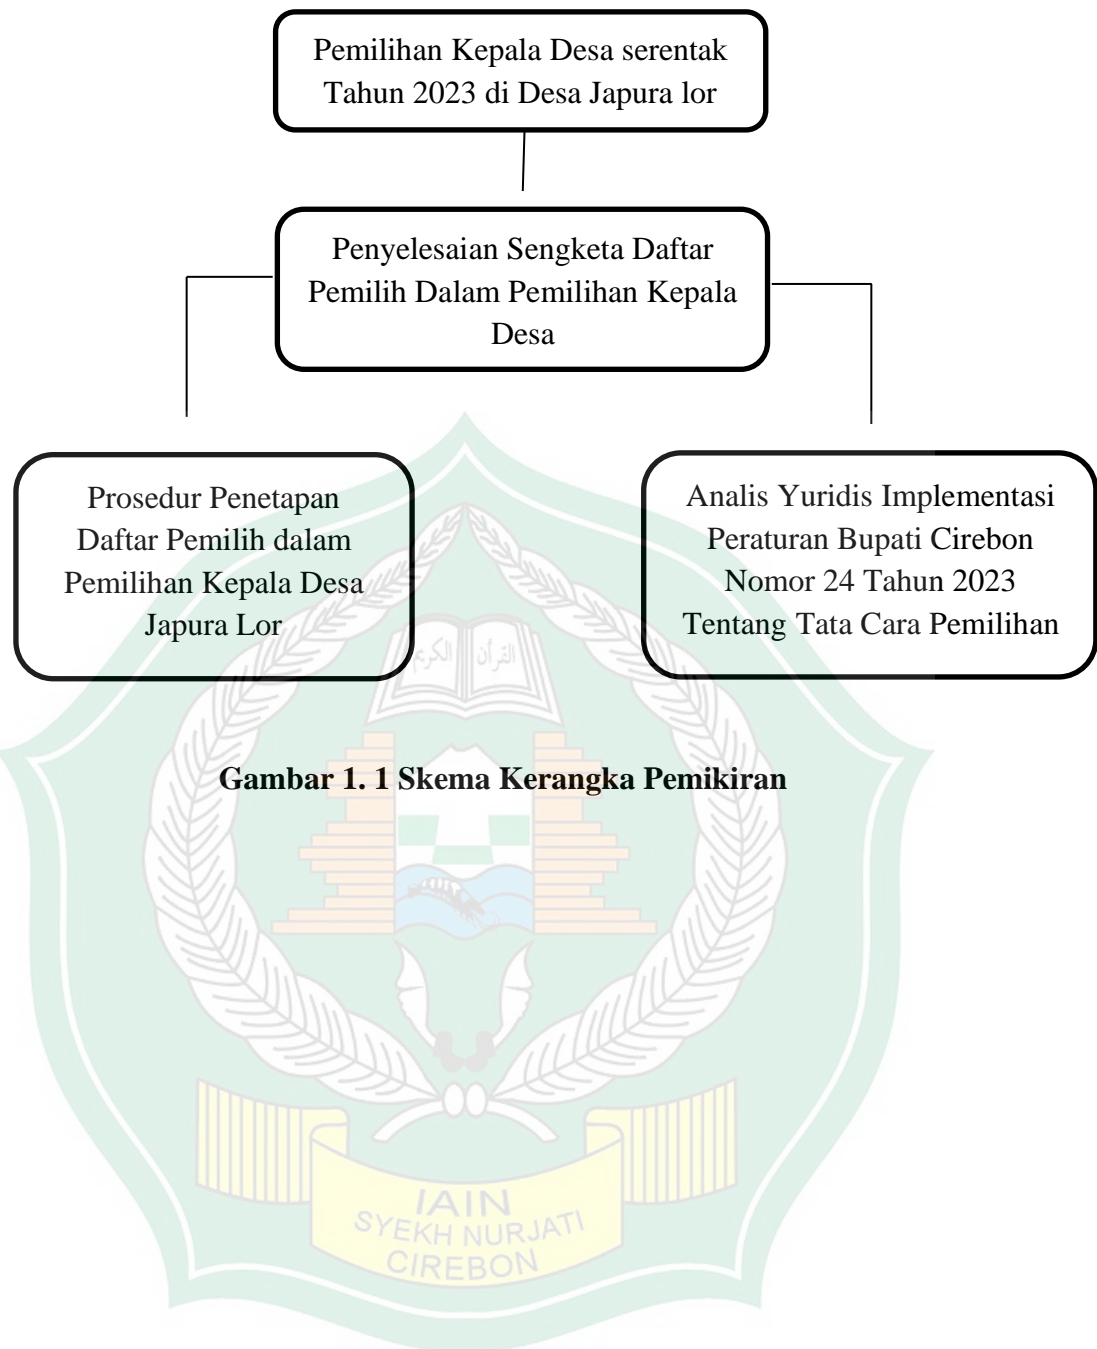 Pemilihan Kepala Desa serentak
Tahun 2023 di Desa Japura lor
Penyelesaian Sengketa Daftar
Pemilih Dalam Pemilihan Kepala
Desa
Prosedur Penetapan
Daftar Pemilih dalam
Pemilihan Kepala Desa
Japura Lor
Analis Yuridis Implementasi
Peraturan Bupati Cirebon
Nomor 24 Tahun 2023
Tentang Tata Cara Pemilihan
القرآن الكريم
Gambar 1. 1 Skema Kerangka Pemikiran
IAIN
SYEKH NURJATI
CIREBON